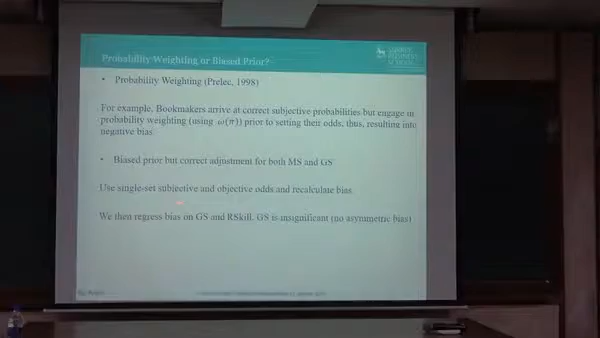 Probability Weighting or Biased Prior?
• Probability Weighting (Prelec, 1998)
For example, Bookmakers arrive at correct subjective probabilities but engage in
probability weighting (using ω(π)) prior to setting their odds, thus, resulting into
negative bias.
• Biased prior but correct adjustment for both MS and GS
Use single-set subjective and objective odds and recalculate bias.
We then regress bias on GS and RSkill. GS is insignificant (no asymmetric bias)